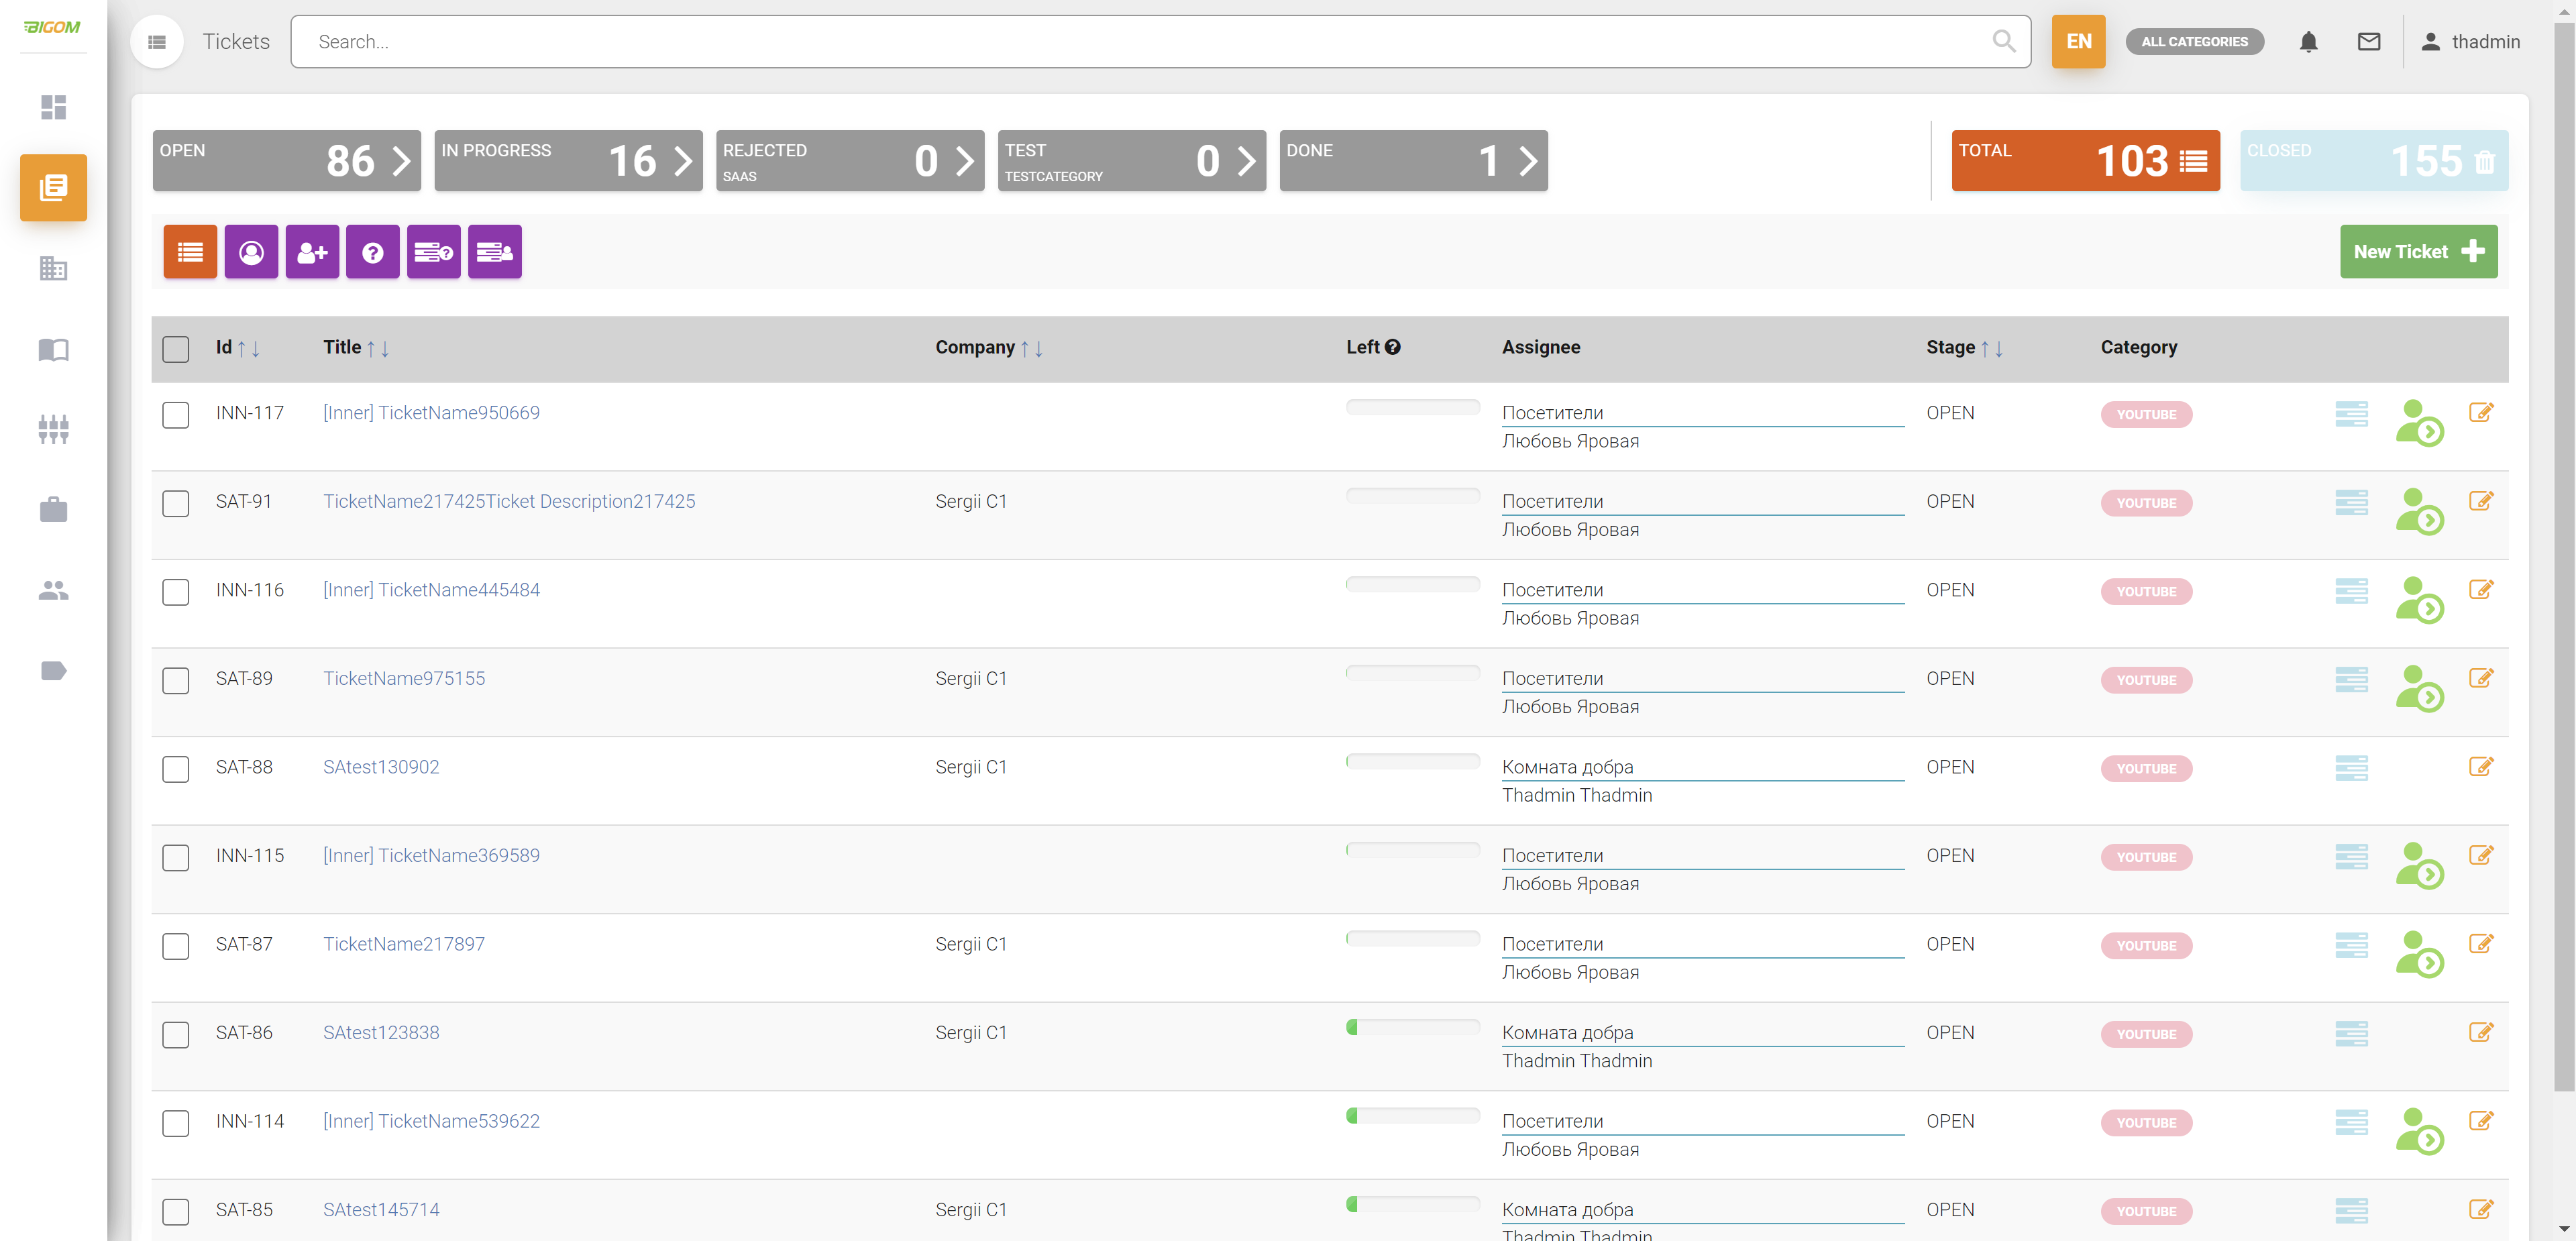 BIGOM
Tickets
Search...
EN
ALL CATEGORIES
thadmin
OPEN 86
IN PROGRESS 16
REJECTED 0
SAAS
TEST 0
TESTCATEGORY
DONE 1
TOTAL 103
CLOSED 155
New Ticket
Id Title Company Left Assignee Stage Category
INN-117 [Inner] TicketName950669 Посетители OPEN YOUTUBE
Любовь Яровая
SAT-91 TicketName217425Ticket Description217425 Sergii C1 Посетители OPEN YOUTUBE
Любовь Яровая
INN-116 [Inner] TicketName445484 Посетители OPEN YOUTUBE
Любовь Яровая
SAT-89 TicketName975155 Sergii C1 Посетители OPEN YOUTUBE
Любовь Яровая
SAT-88 SAtest130902 Sergii C1 Комната добра OPEN YOUTUBE
Thadmin Thadmin
INN-115 [Inner] TicketName369589 Посетители OPEN YOUTUBE
Любовь Яровая
SAT-87 TicketName217897 Sergii C1 Посетители OPEN YOUTUBE
Любовь Яровая
SAT-86 SAtest123838 Sergii C1 Комната добра OPEN YOUTUBE
Thadmin Thadmin
INN-114 [Inner] TicketName539622 Посетители OPEN YOUTUBE
Любовь Яровая
SAT-85 SAtest145714 Sergii C1 Комната добра OPEN YOUTUBE
Thadmin Thadmin